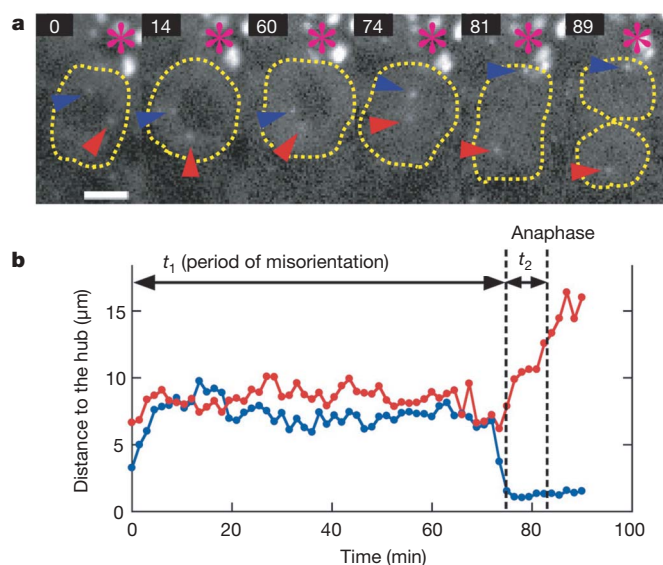 a
0 14 60 74 81 89
b
Anaphase
t1 (period of misorientation)
t2
Distance to the hub (μm)
15
10
5
0
0 20 40 60 80 100
Time (min)